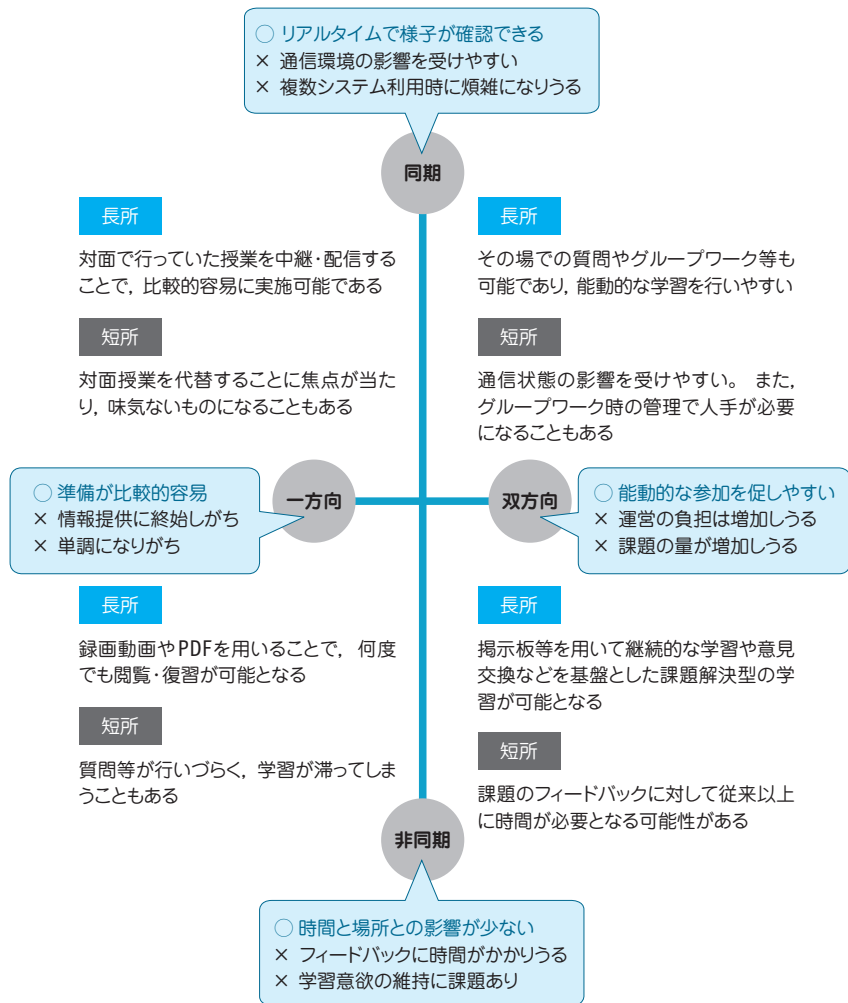 ○ リアルタイムで様子が確認できる
× 通信環境の影響を受けやすい
× 複数システム利用時に煩雑になりうる
同期
長所
対面で行っていた授業を中継・配信する
ことで, 比較的容易に実施可能である
短所
対面授業を代替することに焦点が当た
り, 味気ないものになることもある
長所
その場での質問やグループワーク等も
可能であり, 能動的な学習を行いやすい
短所
通信状態の影響を受けやすい。 また,
グループワーク時の管理で人手が必要
になることもある
○ 準備が比較的容易
× 情報提供に終始しがち
× 単調になりがち
一方向
双方向
○ 能動的な参加を促しやすい
× 運営の負担は増加しうる
× 課題の量が増加しうる
長所
録画動画やPDFを用いることで, 何度
でも閲覧・復習が可能となる
短所
質問等が行いづらく, 学習が滞ってしま
うこともある
長所
掲示板等を用いて継続的な学習や意見
交換などを基盤とした課題解決型の学
習が可能となる
短所
課題のフィードバックに対して従来以上
に時間が必要となる可能性がある
非同期
○ 時間と場所との影響が少ない
× フィードバックに時間がかかりうる
× 学習意欲の維持に課題あり